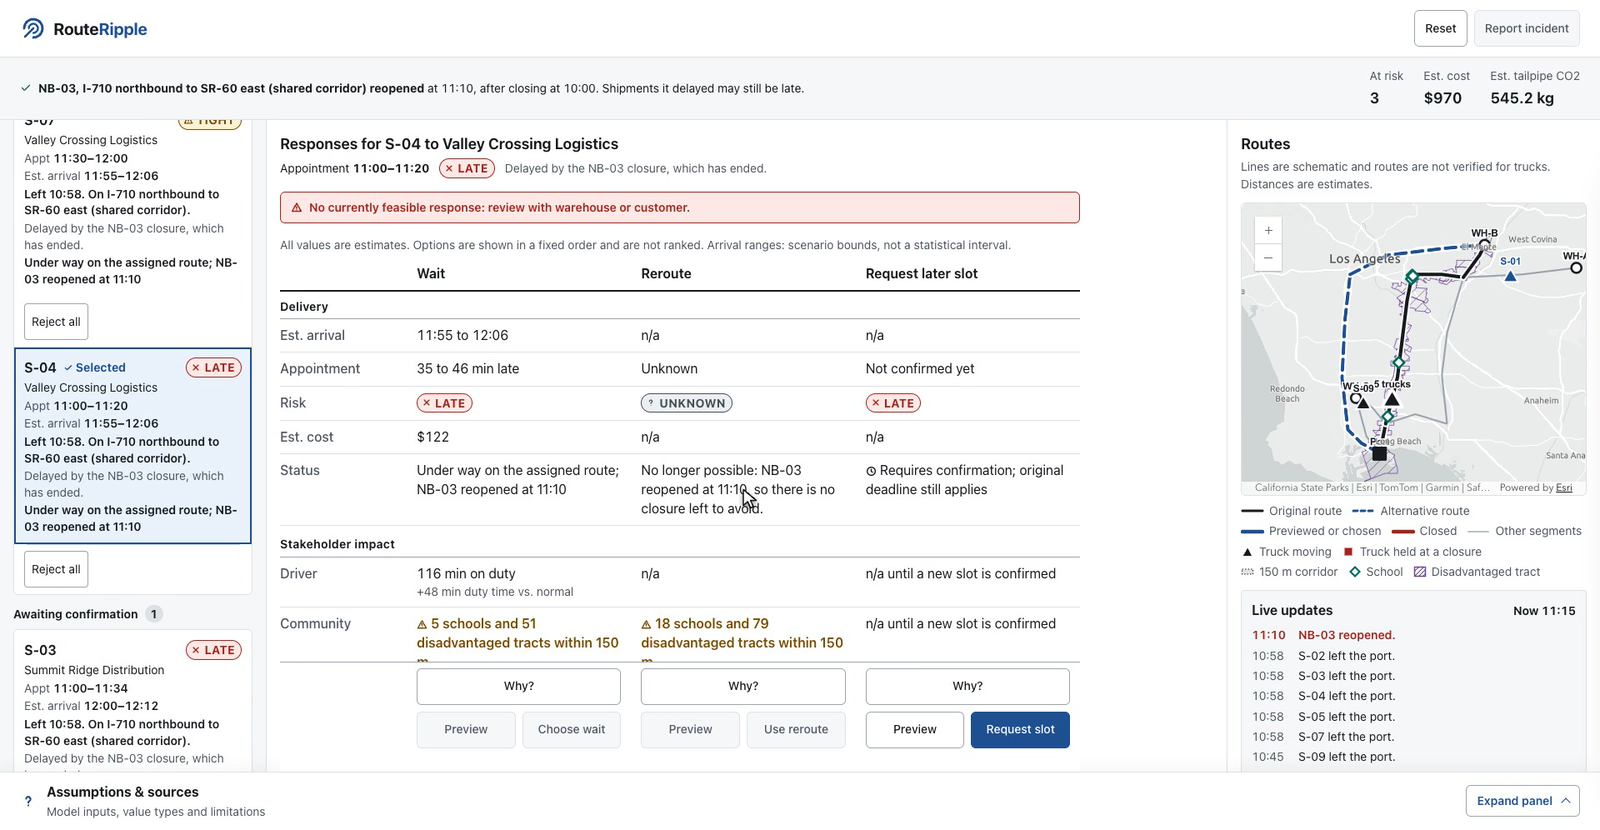 RouteRipple
Reset
Report incident
NB-03, I-710 northbound to SR-60 east (shared corridor) reopened at 11:10, after closing at 10:00. Shipments it delayed may still be late.
At risk
3
Est. cost
$970
Est. tailpipe CO2
545.2 kg
S-07
TIGHT
Valley Crossing Logistics
Appt 11:30–12:00
Est. arrival 11:55–12:06
Left 10:58. On I-710 northbound to
SR-60 east (shared corridor).
Delayed by the NB-03 closure, which
has ended.
Under way on the assigned route; NB-
03 reopened at 11:10
Reject all
S-04 ✓ Selected
× LATE
Valley Crossing Logistics
Appt 11:00–11:20
Est. arrival 11:55–12:06
Left 10:58. On I-710 northbound to
SR-60 east (shared corridor).
Delayed by the NB-03 closure, which
has ended.
Under way on the assigned route; NB-
03 reopened at 11:10
Reject all
Awaiting confirmation 1
S-03
× LATE
Summit Ridge Distribution
Appt 11:00–11:34
Est. arrival 12:00–12:12
Left 10:58. On I-710 northbound to
SR-60 east (shared corridor).
Delayed by the NB-03 closure, which
Responses for S-04 to Valley Crossing Logistics
Appointment 11:00–11:20 × LATE Delayed by the NB-03 closure, which has ended.
No currently feasible response: review with warehouse or customer.
All values are estimates. Options are shown in a fixed order and are not ranked. Arrival ranges: scenario bounds, not a statistical interval.
Wait Reroute Request later slot
Delivery
Est. arrival 11:55 to 12:06 n/a n/a
Appointment 35 to 46 min late Unknown Not confirmed yet
Risk × LATE ? UNKNOWN × LATE
Est. cost $122 n/a n/a
Status
Under way on the assigned route;
NB-03 reopened at 11:10
No longer possible: NB-03
reopened at 11:10, so there is no
closure left to avoid.
Requires confirmation; original
deadline still applies
Stakeholder impact
Driver
116 min on duty
+48 min duty time vs. normal
n/a
n/a until a new slot is confirmed
Community
5 schools and 51
disadvantaged tracts within 150
18 schools and 79
disadvantaged tracts within 150
n/a until a new slot is confirmed
Why? Why? Why?
Preview Choose wait Preview Use reroute Preview Request slot
Routes
Lines are schematic and routes are not verified for trucks.
Distances are estimates.
+
−
WH-B
El Monte
West Covina
Los Angeles
S-01
WH-A
S-09
5 trucks
Redondo
Beach
Anaheim
Long Beach
Santa Ana
California State Parks | Esri | TomTom | Garmin | Saf... Powered by Esri
Original route Alternative route
Previewed or chosen Closed Other segments
Truck moving Truck held at a closure
150 m corridor School Disadvantaged tract
Live updates Now 11:15
11:10 NB-03 reopened.
10:58 S-02 left the port.
10:58 S-03 left the port.
10:58 S-04 left the port.
10:58 S-05 left the port.
10:58 S-07 left the port.
10:45 S-09 left the port.
? Assumptions & sources
Model inputs, value types and limitations
Expand panel